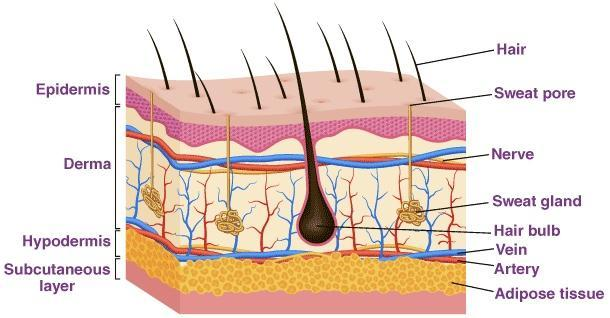 Epidermis
Derma
Hypodermis
Subcutaneous
layer
Hair
Sweat pore
Nerve
Sweat gland
Hair bulb
Vein
Artery
Adipose tissue